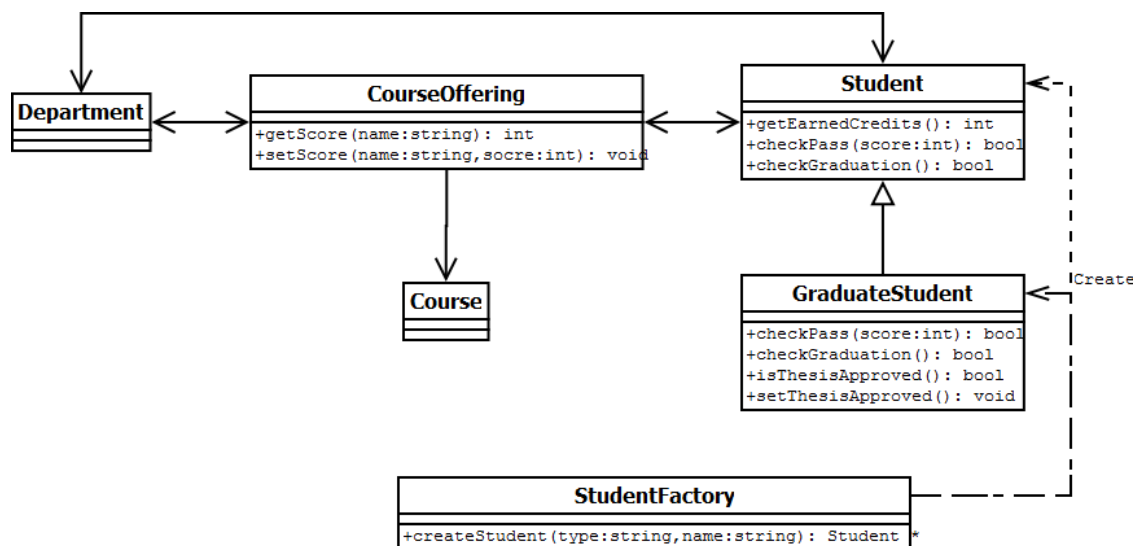 Department
CourseOffering
+getScore(name:string): int
+setScore(name:string,socre:int): void
Student
+getEarnedCredits(): int
+checkPass(score:int): bool
+checkGraduation(): bool
Course
Create
GraduateStudent
+checkPass(score:int): bool
+checkGraduation(): bool
+isThesisApproved(): bool
+setThesisApproved(): void
StudentFactory
+createStudent(type:string,name:string): Student *